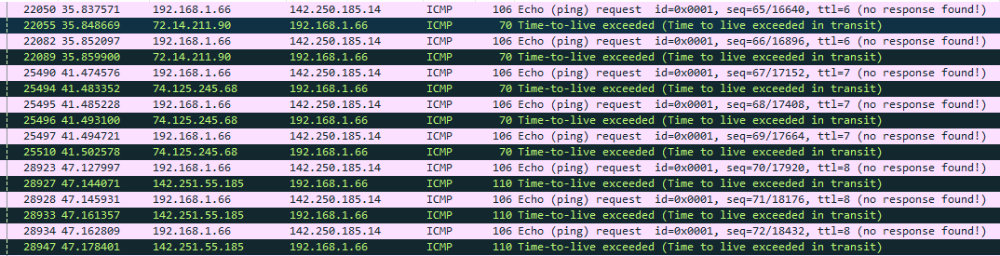 22050 35.837571 192.168.1.66 142.250.185.14 ICMP 106 Echo (ping) request id=0x0001, seq=65/16640, ttl=6 (no response found!)
22055 35.848669 72.14.211.90 192.168.1.66 ICMP 70 Time-to-live exceeded (Time to live exceeded in transit)
22082 35.852097 192.168.1.66 142.250.185.14 ICMP 106 Echo (ping) request id=0x0001, seq=66/16896, ttl=6 (no response found!)
22089 35.859900 72.14.211.90 192.168.1.66 ICMP 70 Time-to-live exceeded (Time to live exceeded in transit)
25490 41.474576 192.168.1.66 142.250.185.14 ICMP 106 Echo (ping) request id=0x0001, seq=67/17152, ttl=7 (no response found!)
25494 41.483352 74.125.245.68 192.168.1.66 ICMP 70 Time-to-live exceeded (Time to live exceeded in transit)
25495 41.485228 192.168.1.66 142.250.185.14 ICMP 106 Echo (ping) request id=0x0001, seq=68/17408, ttl=7 (no response found!)
25496 41.493100 74.125.245.68 192.168.1.66 ICMP 70 Time-to-live exceeded (Time to live exceeded in transit)
25497 41.494721 192.168.1.66 142.250.185.14 ICMP 106 Echo (ping) request id=0x0001, seq=69/17664, ttl=7 (no response found!)
25510 41.502578 74.125.245.68 192.168.1.66 ICMP 70 Time-to-live exceeded (Time to live exceeded in transit)
28923 47.127997 192.168.1.66 142.250.185.14 ICMP 106 Echo (ping) request id=0x0001, seq=70/17920, ttl=8 (no response found!)
28927 47.144071 142.251.55.185 192.168.1.66 ICMP 110 Time-to-live exceeded (Time to live exceeded in transit)
28928 47.145931 192.168.1.66 142.250.185.14 ICMP 106 Echo (ping) request id=0x0001, seq=71/18176, ttl=8 (no response found!)
28933 47.161357 142.251.55.185 192.168.1.66 ICMP 110 Time-to-live exceeded (Time to live exceeded in transit)
28934 47.162809 192.168.1.66 142.250.185.14 ICMP 106 Echo (ping) request id=0x0001, seq=72/18432, ttl=8 (no response found!)
28947 47.178401 142.251.55.185 192.168.1.66 ICMP 110 Time-to-live exceeded (Time to live exceeded in transit)